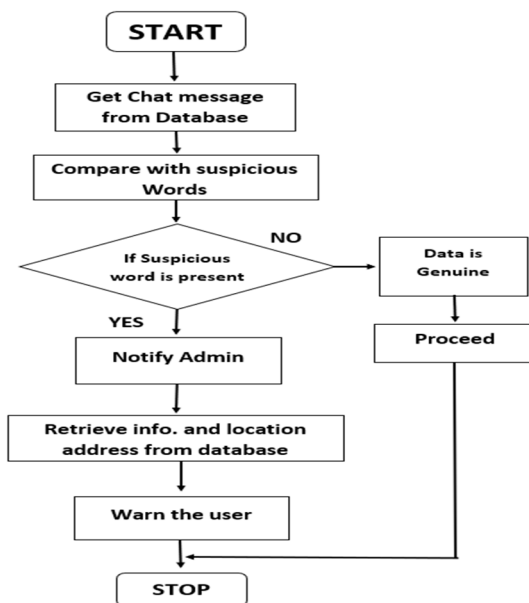 START
Get Chat message
from Database
Compare with suspicious
Words
If Suspicious
word is present
NO
Data is
Genuine
Proceed
YES
Notify Admin
Retrieve info. and location
address from database
Warn the user
STOP